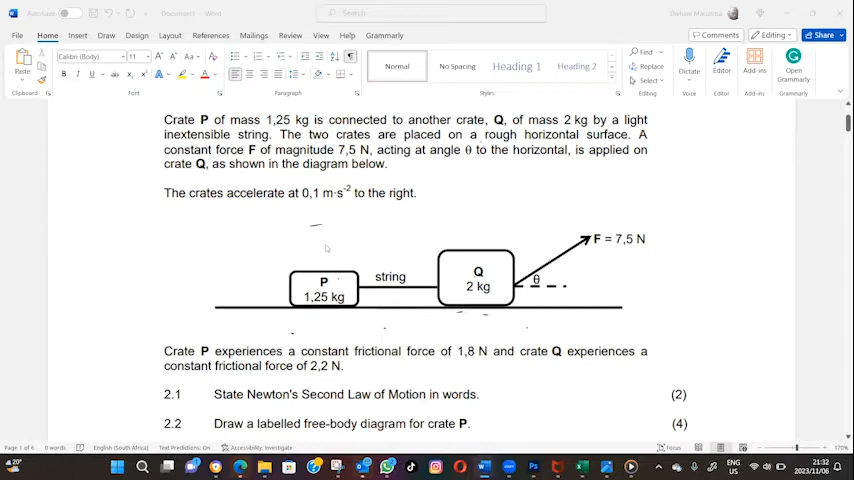 AutoSave
Off
Document1 - Word
Search
Divham Marumba
File Home Insert Draw Design Layout References Mailings Review View Help Grammarly
Comments Editing Share
Calibri (Body) 11
Paste
B I U
Normal No Spacing Heading 1 Heading 2
Find
Replace
Select
Dictate Editor Add-ins Open Grammarly
Clipboard Font Paragraph Styles Editing Voice Editor Add-ins Grammarly
Crate P of mass 1,25 kg is connected to another crate, Q, of mass 2 kg by a light
inextensible string. The two crates are placed on a rough horizontal surface. A
constant force F of magnitude 7,5 N, acting at angle θ to the horizontal, is applied on
crate Q, as shown in the diagram below.
The crates accelerate at 0,1 m·s-2 to the right.
F = 7,5 N
P
1,25 kg
string
Q
2 kg
θ
Crate P experiences a constant frictional force of 1,8 N and crate Q experiences a
constant frictional force of 2,2 N.
2.1 State Newton's Second Law of Motion in words. (2)
2.2 Draw a labelled free-body diagram for crate P. (4)
Page 1 of 6 0 words English (South Africa) Text Predictions: On Accessibility: Investigate Focus 170%
20°
ENG
US
21:32
2023/11/06